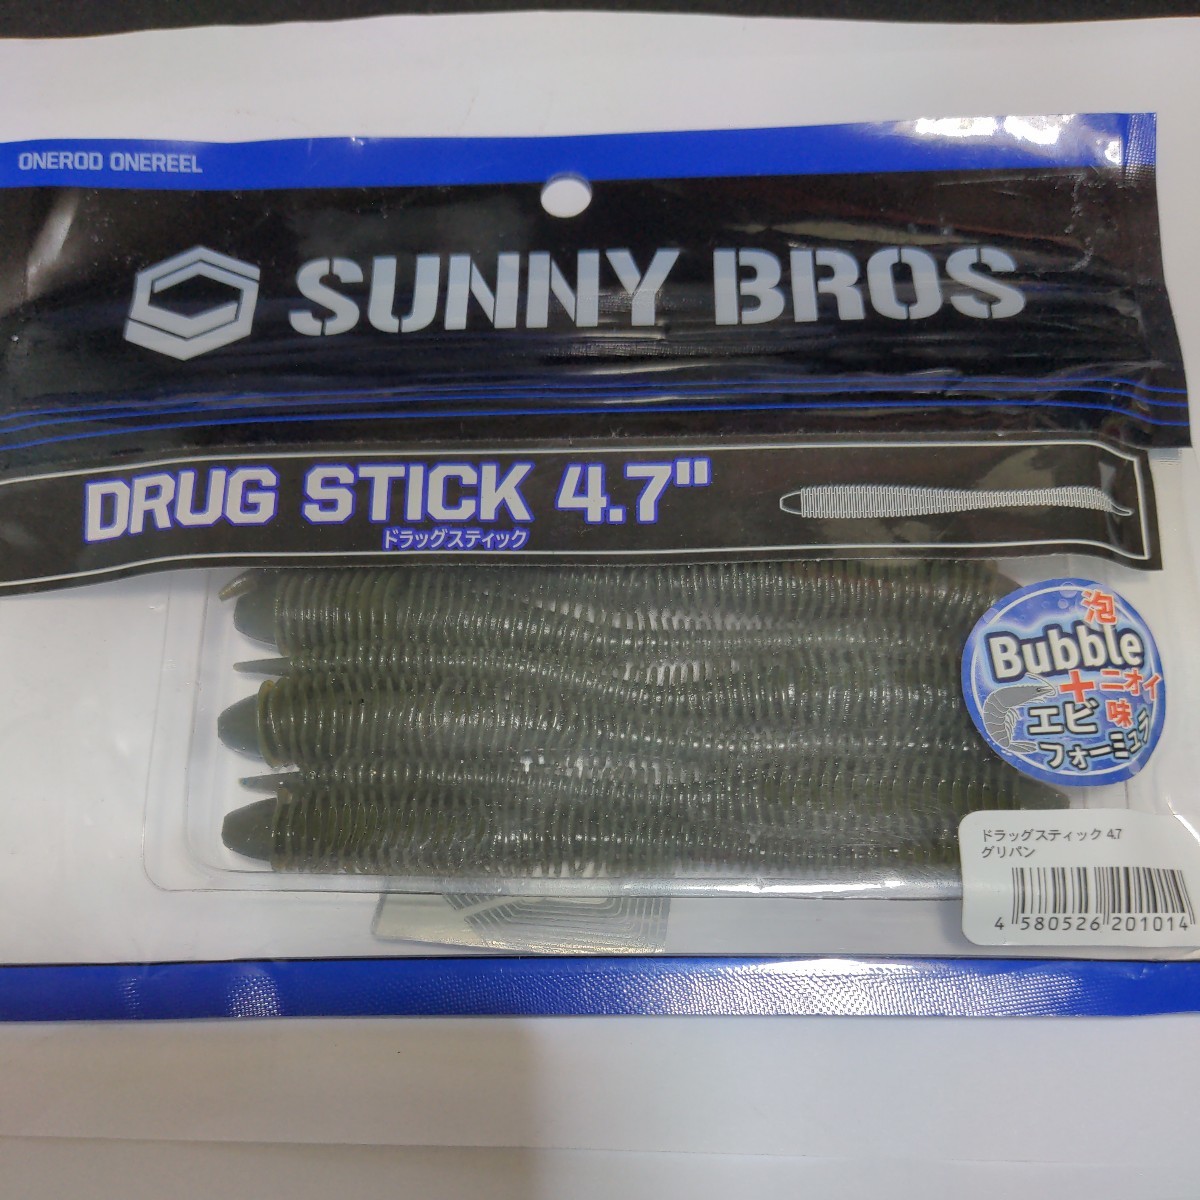 ONEROD ONEREEL
SUNNY BROS
DRUG STICK 4.7"
ドラッグスティック
泡
Bubble
+ニオイ
エビ味
フォーミュラ
ドラッグスティック 4.7
グリパン
4 580526 201014